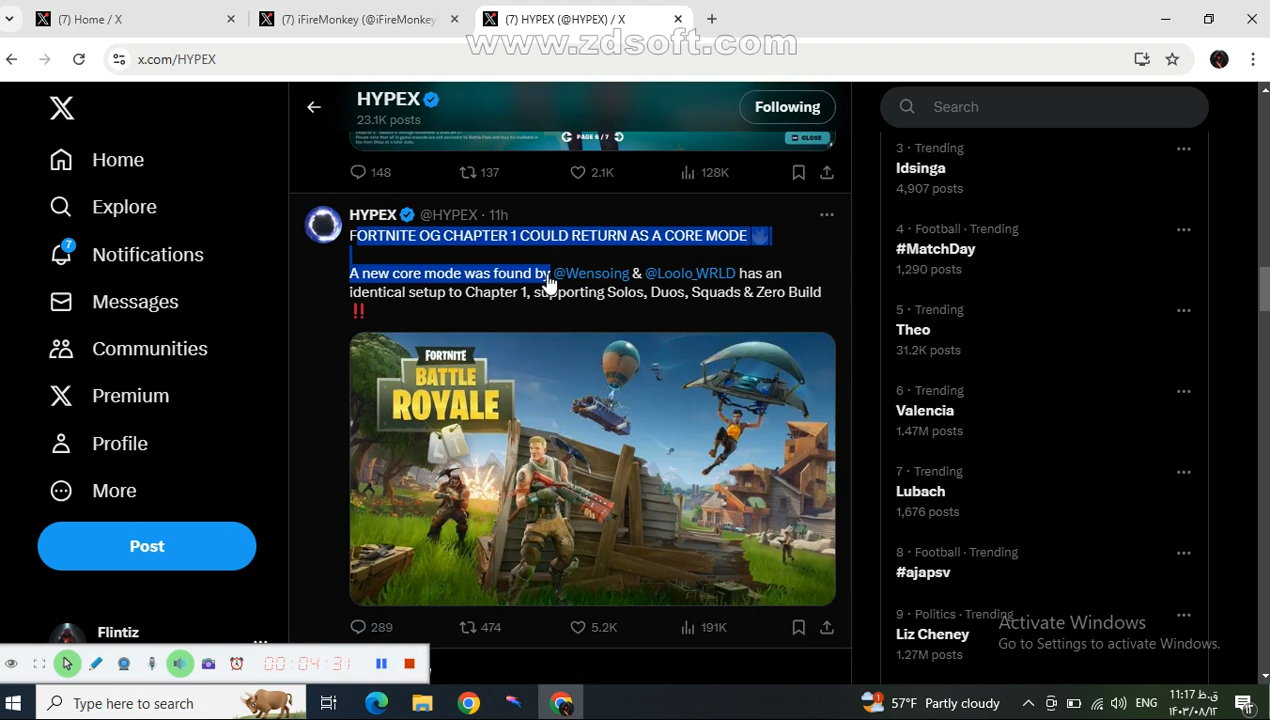 (7) Home / X
(7) iFireMonkey (@iFireMonkey
(7) HYPEX (@HYPEX) / X
www.zdsoft.com
x.com/HYPEX
HYPEX
23.1K posts
Following
Search
Home
Explore
7
Notifications
Messages
Communities
Premium
Profile
More
Post
Flintiz
PAGE 6 / 7
CLOSE
148
137
2.1K
128K
HYPEX @HYPEX · 11h
FORTNITE OG CHAPTER 1 COULD RETURN AS A CORE MODE
A new core mode was found by @Wensoing & @Loolo_WRLD has an
identical setup to Chapter 1, supporting Solos, Duos, Squads & Zero Build
‼️
FORTNITE
BATTLE
ROYALE
289
474
5.2K
191K
3 · Trending
Idsinga
4,907 posts
4 · Football · Trending
#MatchDay
1,290 posts
5 · Trending
Theo
31.2K posts
6 · Trending
Valencia
1.47M posts
7 · Trending
Lubach
1,676 posts
8 · Football · Trending
#ajapsv
9 · Politics · Trending
Liz Cheney
1.27M posts
Activate Windows
Go to Settings to activate Windows.
00:04:31
Type here to search
1
57°F Partly cloudy
ENG
11:17 ق.ظ
۱۴۰۳/۰۸/۱۲